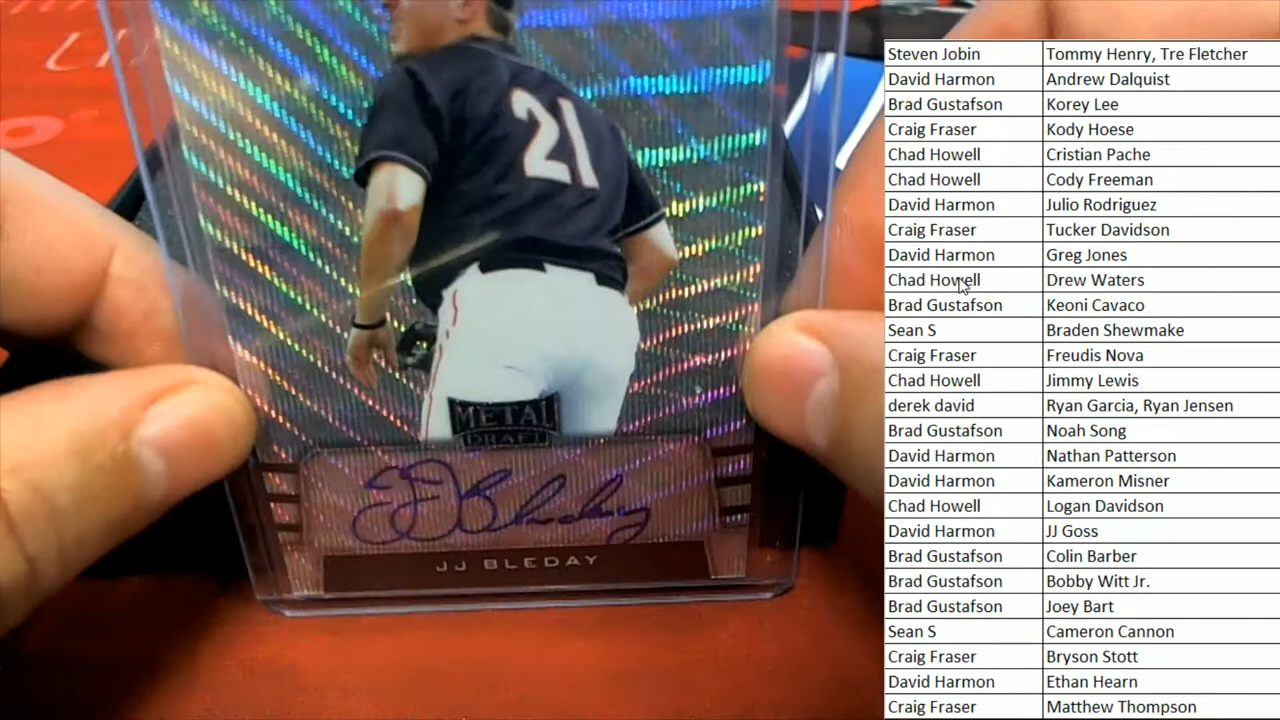 21
METAL
DRAFT
JJ Bleday
JJ BLEDAY
Steven Jobin Tommy Henry, Tre Fletcher
David Harmon Andrew Dalquist
Brad Gustafson Korey Lee
Craig Fraser Kody Hoese
Chad Howell Cristian Pache
Chad Howell Cody Freeman
David Harmon Julio Rodriguez
Craig Fraser Tucker Davidson
David Harmon Greg Jones
Chad Howell Drew Waters
Brad Gustafson Keoni Cavaco
Sean S Braden Shewmake
Craig Fraser Freudis Nova
Chad Howell Jimmy Lewis
derek david Ryan Garcia, Ryan Jensen
Brad Gustafson Noah Song
David Harmon Nathan Patterson
David Harmon Kameron Misner
Chad Howell Logan Davidson
David Harmon JJ Goss
Brad Gustafson Colin Barber
Brad Gustafson Bobby Witt Jr.
Brad Gustafson Joey Bart
Sean S Cameron Cannon
Craig Fraser Bryson Stott
David Harmon Ethan Hearn
Craig Fraser Matthew Thompson